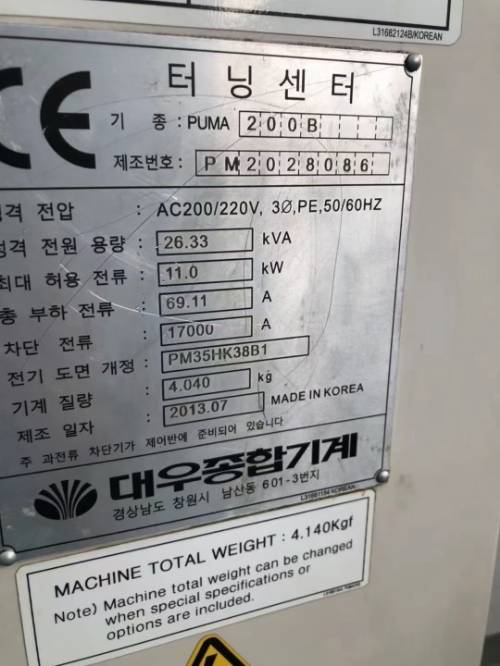 L31682124B/KOREAN
CE
터닝센터
기 종 : PUMA 200B
제조번호 : PM2028086
격 전압 : AC200/220V, 3Ø,PE,50/60HZ
격 전원 용량 : 26.33 kVA
최대 허용 전류 : 11.0 kW
총 부하 전류 : 69.11 A
차단 전류 : 17000 A
전기 도면 개정 : PM35HK38B1
기계 질량 : 4.040 kg
제조 일자 : 2013.07 MADE IN KOREA
주 과전류 차단기가 제어반에 준비되어 있습니다
대우종합기계
경상남도 창원시 남산동 601-3번지
MACHINE TOTAL WEIGHT : 4.140Kgf
Note) Machine total weight can be changed
when special specifications or
options are included.